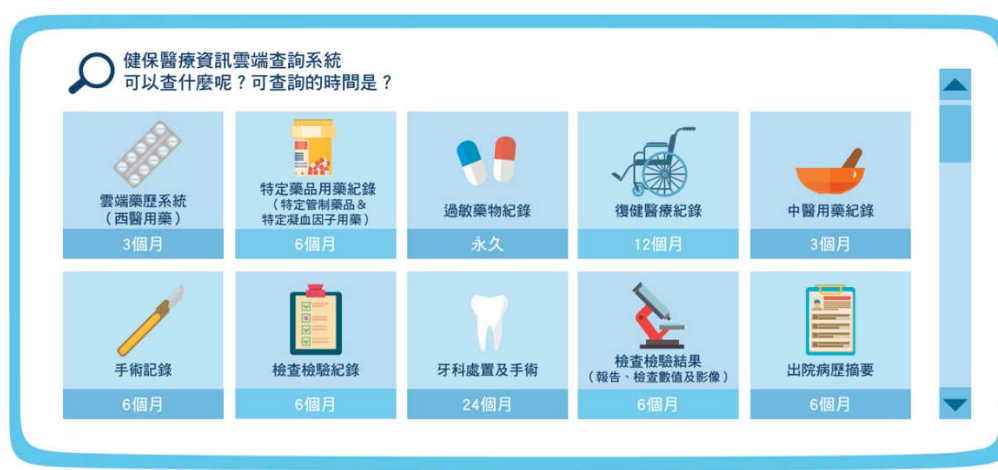 健保醫療資訊雲端查詢系統
可以查什麼呢？可查詢的時間是？
雲端藥歷系統
（西醫用藥）
3個月
特定藥品用藥紀錄
（特定管制藥品＆
特定凝血因子用藥）
6個月
過敏藥物紀錄
永久
復健醫療紀錄
12個月
中醫用藥紀錄
3個月
手術記錄
6個月
檢查檢驗紀錄
6個月
牙科處置及手術
24個月
檢查檢驗結果
（報告、檢查數值及影像）
6個月
出院病歷摘要
6個月